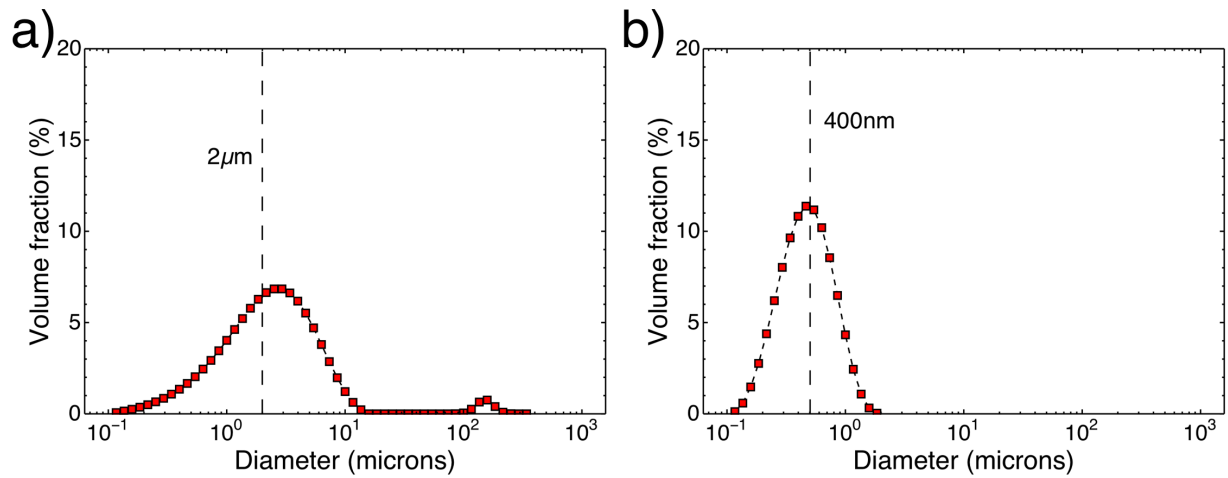 a)
20
15
10
5
0
Volume fraction (%)
2µm
10⁻¹ 10⁰ 10¹ 10² 10³
Diameter (microns)
b)
20
15
10
5
0
Volume fraction (%)
400nm
10⁻¹ 10⁰ 10¹ 10² 10³
Diameter (microns)